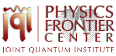 PHYSICS
FRONTIER
CENTER
JOINT QUANTUM INSTITUTE